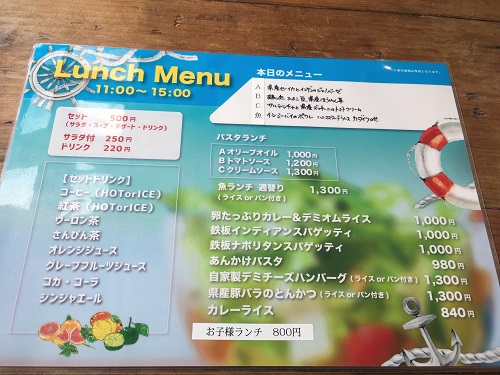 Lunch Menu
11:00〜15:00
本日のメニュー
A
B
C
魚
セット 500円
(サラダ・スープ・デザート・ドリンク)
サラダ付 250円
ドリンク 220円
【セットドリンク】
コーヒー(HOTorICE)
紅茶(HOTorICE)
ウーロン茶
さんぴん茶
オレンジジュース
グレープフルーツジュース
コカ・コーラ
シンジャエール
パスタランチ
A オリーブオイル 1,000円
B トマトソース 1,200円
C クリームソース 1,300円
魚ランチ 週替り 1,300円
(ライス or パン付き)
卵たっぷりカレー&デミオムライス 1,000円
鉄板インディアンスパゲッティ 1,000円
鉄板ナポリタンスパゲッティ 1,000円
あんけけパスタ 980円
自家製デミチーズハンバーグ(ライス or パン付き) 1,300円
県産豚バラのとんかつ(ライス or パン付き) 1,300円
カレーライス 840円
お子様ランチ 800円